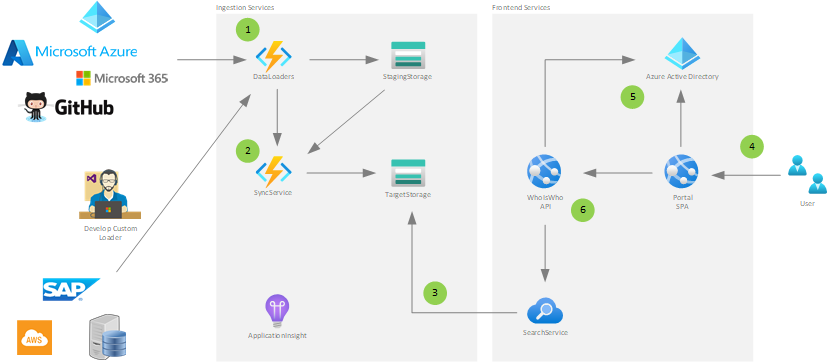 Ingestion Services
Frontend Services
1
Microsoft Azure
DataLoaders
StagingStorage
Azure Active Directory
Microsoft 365
GitHub
5
2
4
SyncService
TargetStorage
WhoIsWho
API
Portal
SPA
User
6
Develop Custom
Loader
SAP
3
aws
ApplicationInsight
SearchService